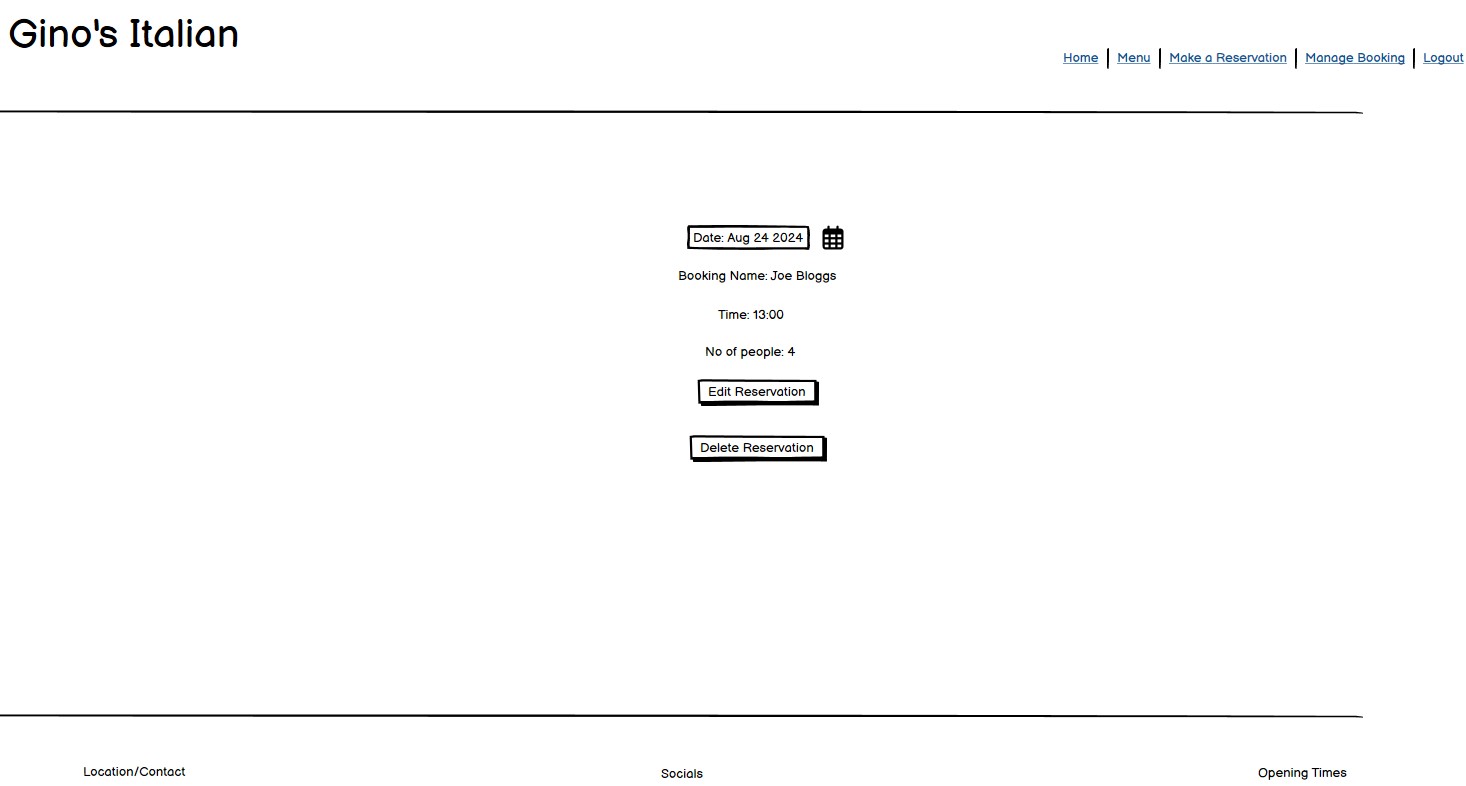 Gino's Italian
Home Menu Make a Reservation Manage Booking Logout
Date: Aug 24 2024
Booking Name: Joe Bloggs
Time: 13:00
No of people: 4
Edit Reservation
Delete Reservation
Location/Contact Socials Opening Times